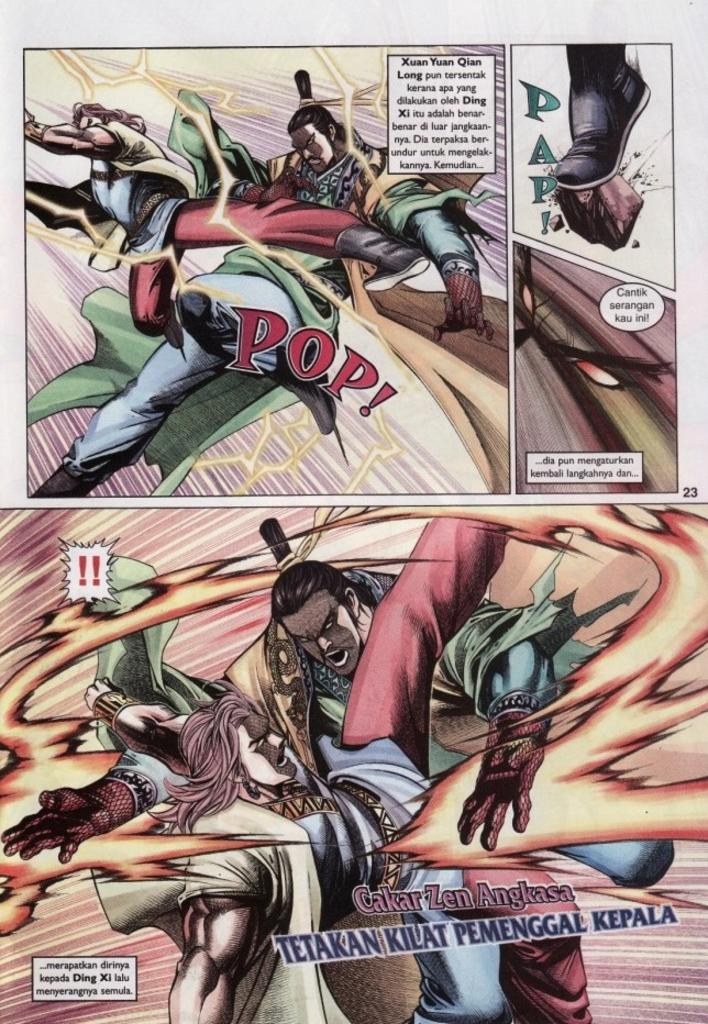 Xuan Yuan Qian
Long pun tersentak
kerana apa yang
dilakukan oleh Ding
Xi itu adalah benar-
benar di luar jangkaan-
nya. Dia terpaksa ber-
undur untuk mengelak-
kannya. Kemudian...
POP!
PAP!
Cantik
serangan
kau ini!
...dia pun mengaturkan
kembali langkahnya dan...
23
!!
Cakar Zen Angkasa
TETAKAN KILAT PEMENGGAL KEPALA
...merapatkan dirinya
kepada Ding Xi lalu
menyerangnya semula.